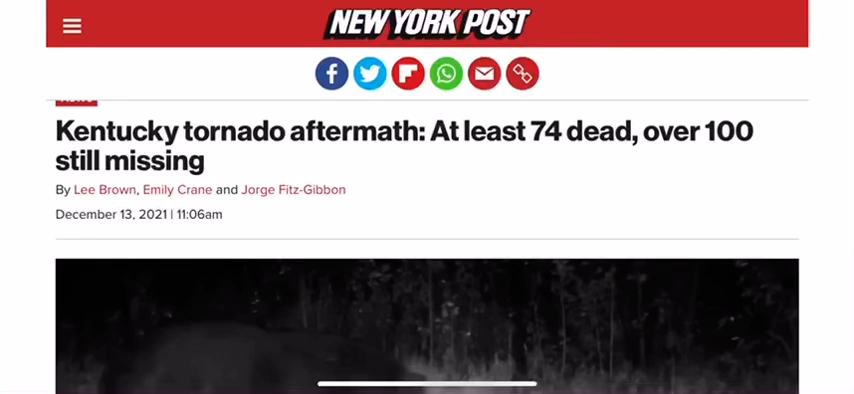 NEW YORK POST
Kentucky tornado aftermath: At least 74 dead, over 100
still missing
By Lee Brown, Emily Crane and Jorge Fitz-Gibbon
December 13, 2021 | 11:06am